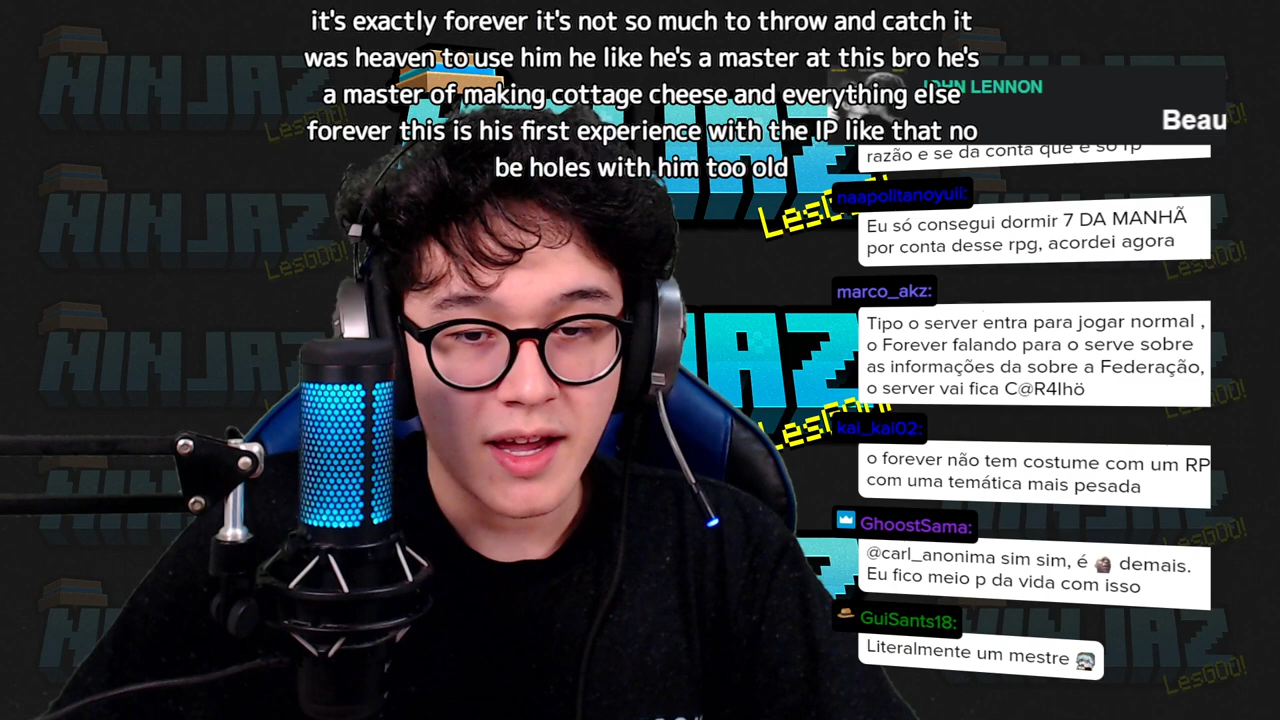 it's exactly forever it's not so much to throw and catch it
was heaven to use him he like he's a master at this bro he's
a master of making cottage cheese and everything else
forever this is his first experience with the IP like that no
be holes with him too old
JOHN LENNON
Beau
razão e se da conta que é só rp
naapolitanoyuii:
Eu só consegui dormir 7 DA MANHÃ
por conta desse rpg, acordei agora
marco_akz:
Tipo o server entra para jogar normal ,
o Forever falando para o serve sobre
as informações da sobre a Federação,
o server vai fica C@R4lhö
kai_kai02:
o forever não tem costume com um RP
com uma temática mais pesada
GhoostSama:
@carl_anonima sim sim, é demais.
Eu fico meio p da vida com isso
GuiSants18:
Literalmente um mestre
NINJAZ
LesGOO!